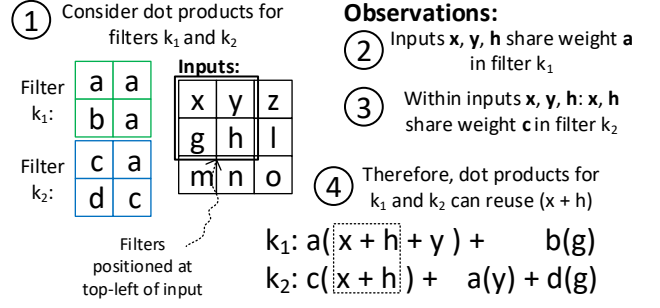 1 Consider dot products for
filters k₁ and k₂
Filter
k₁:
a a
b a
Filter
k₂:
c a
d c
Inputs:
x y z
g h l
m n o
Filters
positioned at
top-left of input
Observations:
2 Inputs x, y, h share weight a
in filter k₁
3 Within inputs x, y, h: x, h
share weight c in filter k₂
4 Therefore, dot products for
k₁ and k₂ can reuse (x + h)
k₁: a( x + h + y ) + b(g)
k₂: c( x + h ) + a(y) + d(g)